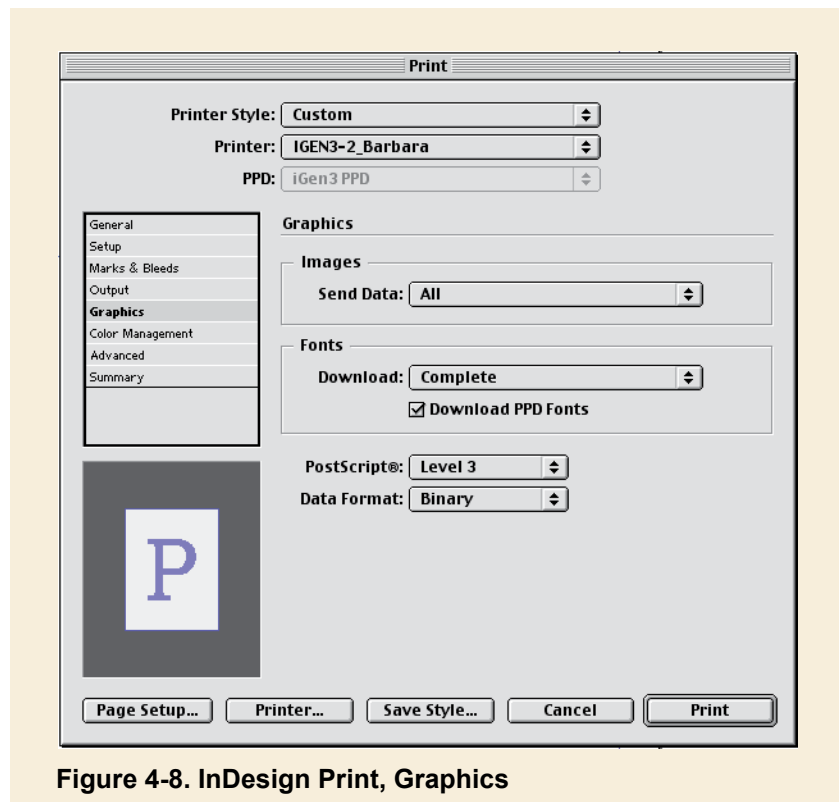 Print
Printer Style: Custom
Printer: IGEN3-2_Barbara
PPD: iGen3 PPD
General
Setup
Marks & Bleeds
Output
Graphics
Color Management
Advanced
Summary
Graphics
Images
Send Data: All
Fonts
Download: Complete
Download PPD Fonts
PostScript®: Level 3
Data Format: Binary
P
Page Setup...
Printer...
Save Style...
Cancel
Print
Figure 4-8. InDesign Print, Graphics